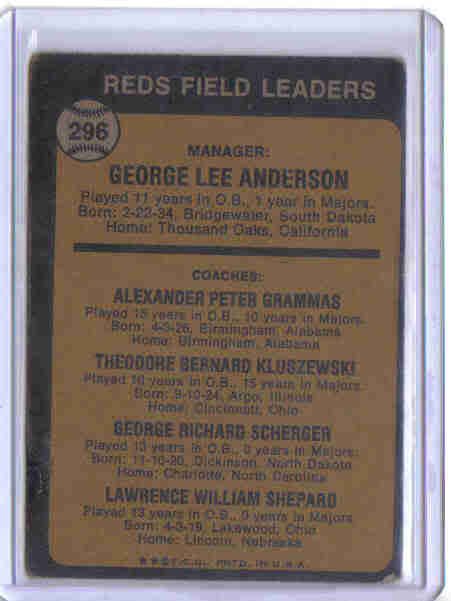 REDS FIELD LEADERS
296
MANAGER:
GEORGE LEE ANDERSON
Played 11 years in O.B., 1 year in Majors.
Born: 2-22-34, Bridgewater, South Dakota
Home: Thousand Oaks, California
COACHES:
ALEXANDER PETER GRAMMAS
Played 15 years in O.B., 10 years in Majors.
Born: 4-3-26, Birmingham, Alabama
Home: Birmingham, Alabama
THEODORE BERNARD KLUSZEWSKI
Played 16 years in O.B., 15 years in Majors.
Born: 9-10-24, Argo, Illinois
Home: Cincinnati, Ohio
GEORGE RICHARD SCHERGER
Played 13 years in O.B., 0 years in Majors.
Born: 11-10-20, Dickinson, North Dakota
Home: Charlotte, North Carolina
LAWRENCE WILLIAM SHEPARD
Played 13 years in O.B., 0 years in Majors.
Born: 4-3-19, Lakewood, Ohio
Home: Lincoln, Nebraska
T.C.G. PRTD. IN U.S.A.